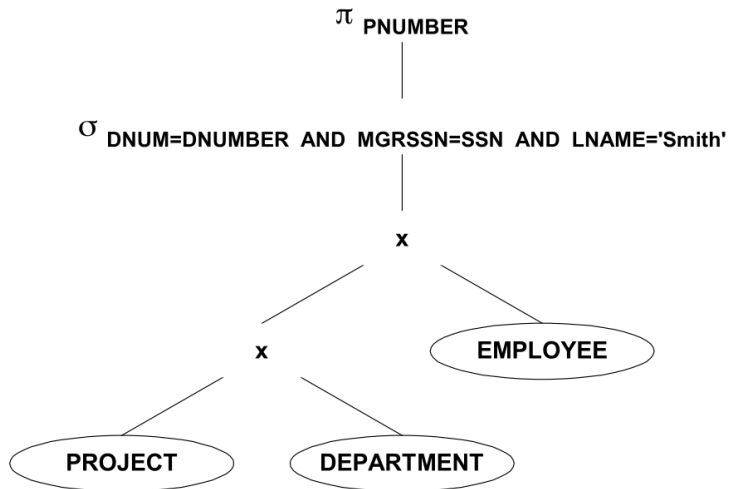 π PNUMBER
σ DNUM=DNUMBER AND MGRSSN=SSN AND LNAME='Smith'
x
x
EMPLOYEE
PROJECT
DEPARTMENT